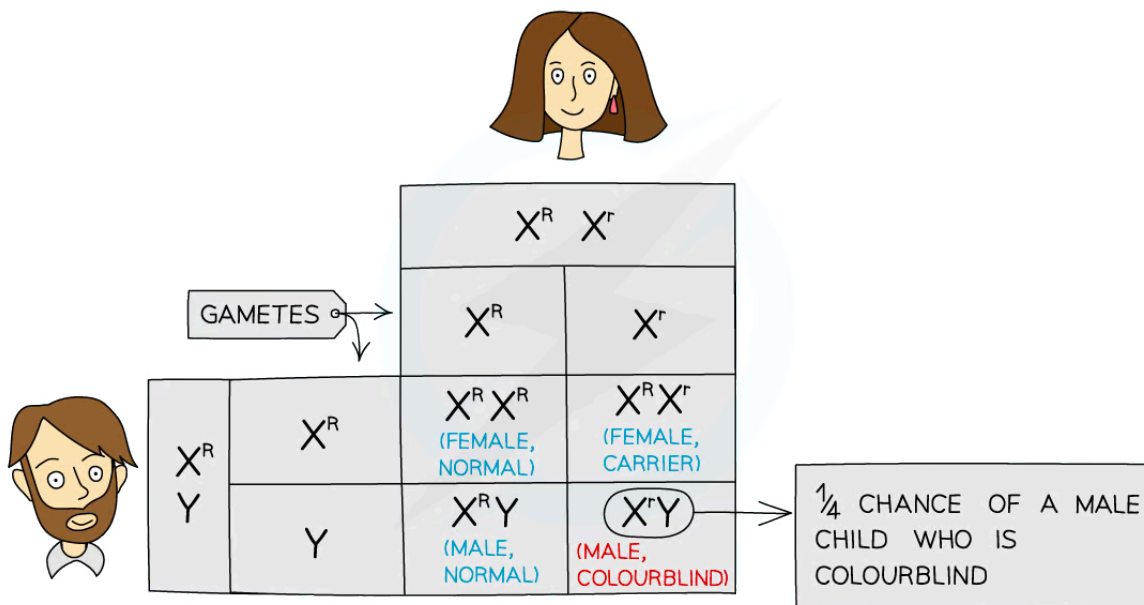 X^R X^r
GAMETES
X^R X^r
X^R
Y
X^R
X^R X^R
(FEMALE,
NORMAL)
X^R X^r
(FEMALE,
CARRIER)
Y
X^R Y
(MALE,
NORMAL)
X^r Y
(MALE,
COLOURBLIND)
1/4 CHANCE OF A MALE
CHILD WHO IS
COLOURBLIND